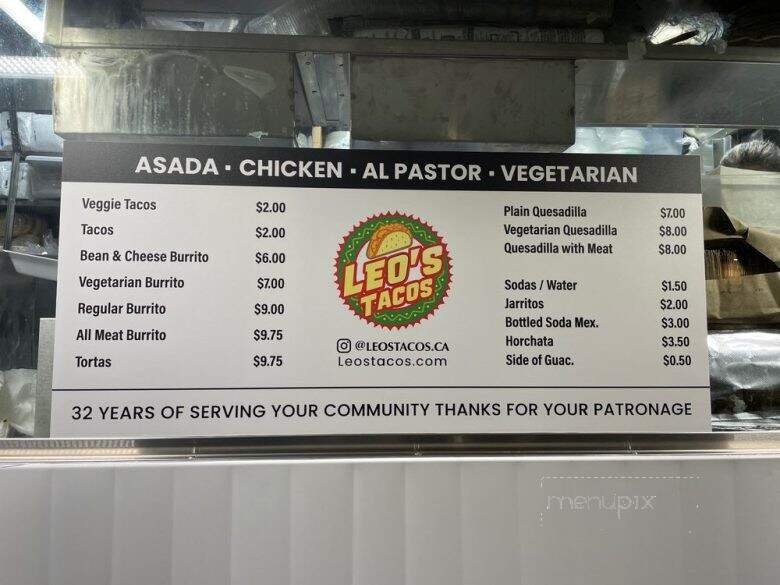 ASADA • CHICKEN • AL PASTOR • VEGETARIAN
Veggie Tacos $2.00
Tacos $2.00
Bean & Cheese Burrito $6.00
Vegetarian Burrito $7.00
Regular Burrito $9.00
All Meat Burrito $9.75
Tortas $9.75
LEO'S
TACOS
@LEOSTACOS.CA
Leostacos.com
Plain Quesadilla $7.00
Vegetarian Quesadilla $8.00
Quesadilla with Meat $8.00
Sodas / Water $1.50
Jarritos $2.00
Bottled Soda Mex. $3.00
Horchata $3.50
Side of Guac. $0.50
32 YEARS OF SERVING YOUR COMMUNITY THANKS FOR YOUR PATRONAGE
menupix